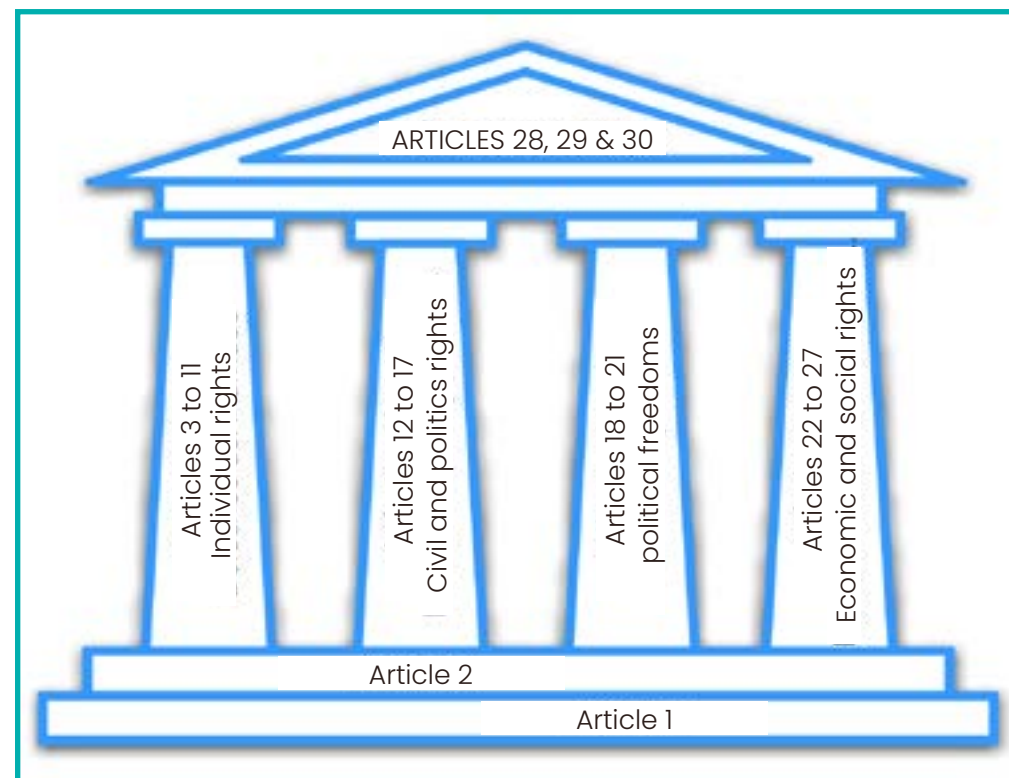 ARTICLES 28, 29 & 30
Articles 3 to 11
Individual rights
Articles 12 to 17
Civil and politics rights
Articles 18 to 21
political freedoms
Articles 22 to 27
Economic and social rights
Article 2
Article 1